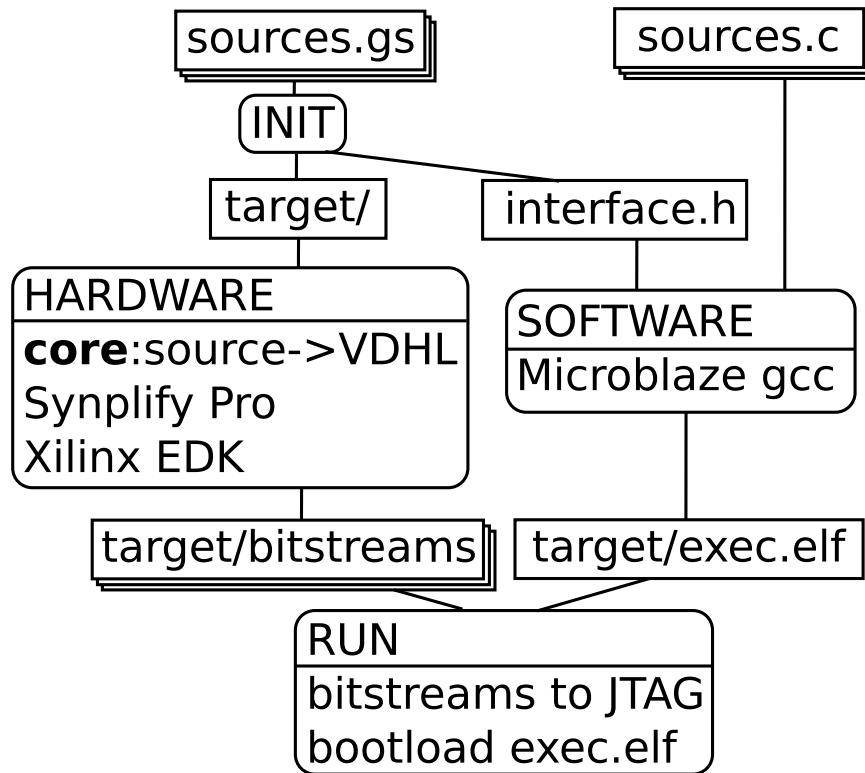 sources.gs
sources.c
INIT
target/
interface.h
HARDWARE
core:source->VDHL
Synplify Pro
Xilinx EDK
SOFTWARE
Microblaze gcc
target/bitstreams
target/exec.elf
RUN
bitstreams to JTAG
bootload exec.elf